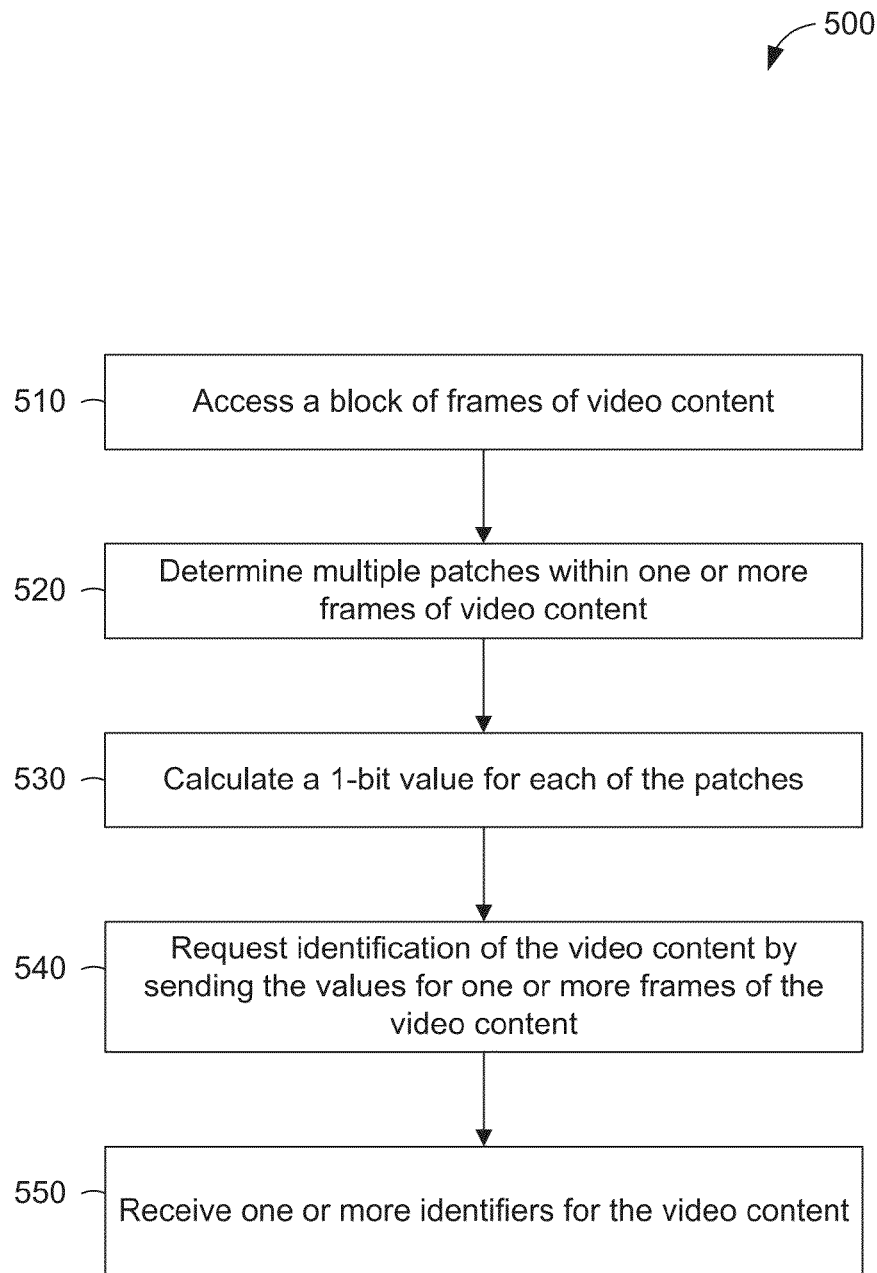 500
510
Access a block of frames of video content
520
Determine multiple patches within one or more
frames of video content
530
Calculate a 1-bit value for each of the patches
540
Request identification of the video content by
sending the values for one or more frames of the
video content
550
Receive one or more identifiers for the video content